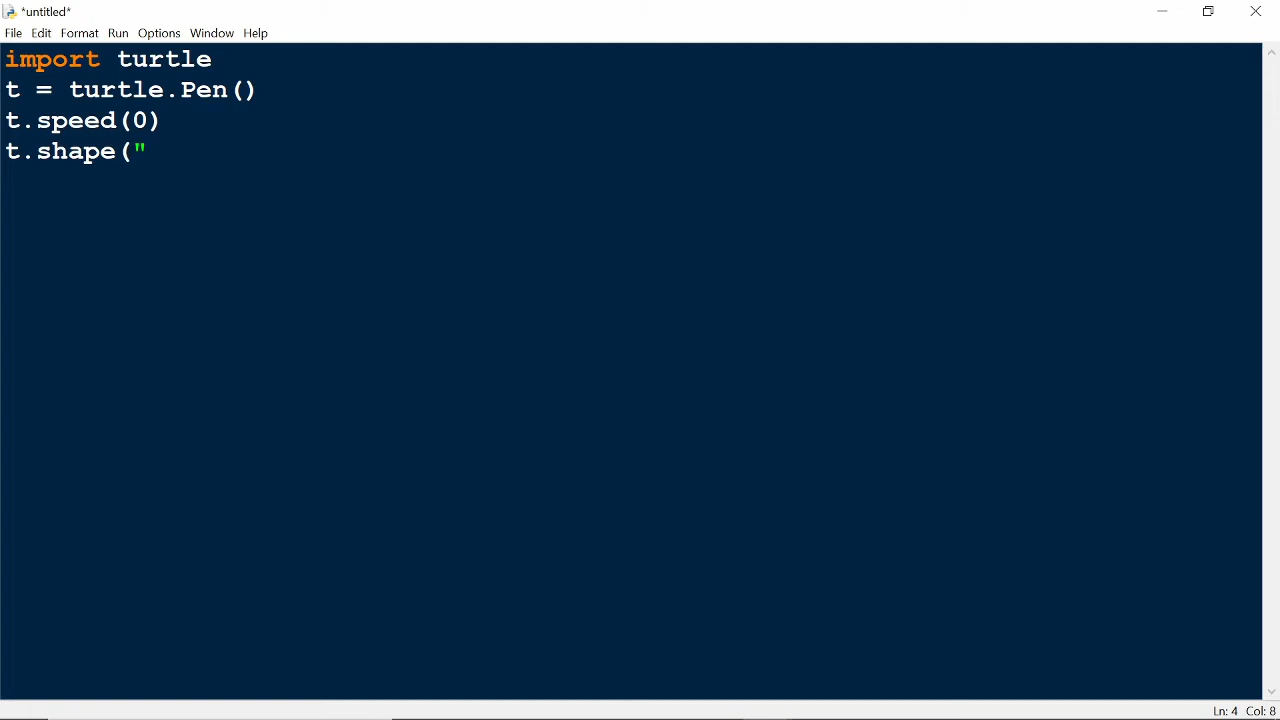 *untitled*
File Edit Format Run Options Window Help
import turtle
t = turtle.Pen()
t.speed(0)
t.shape("
Ln: 4 Col: 8